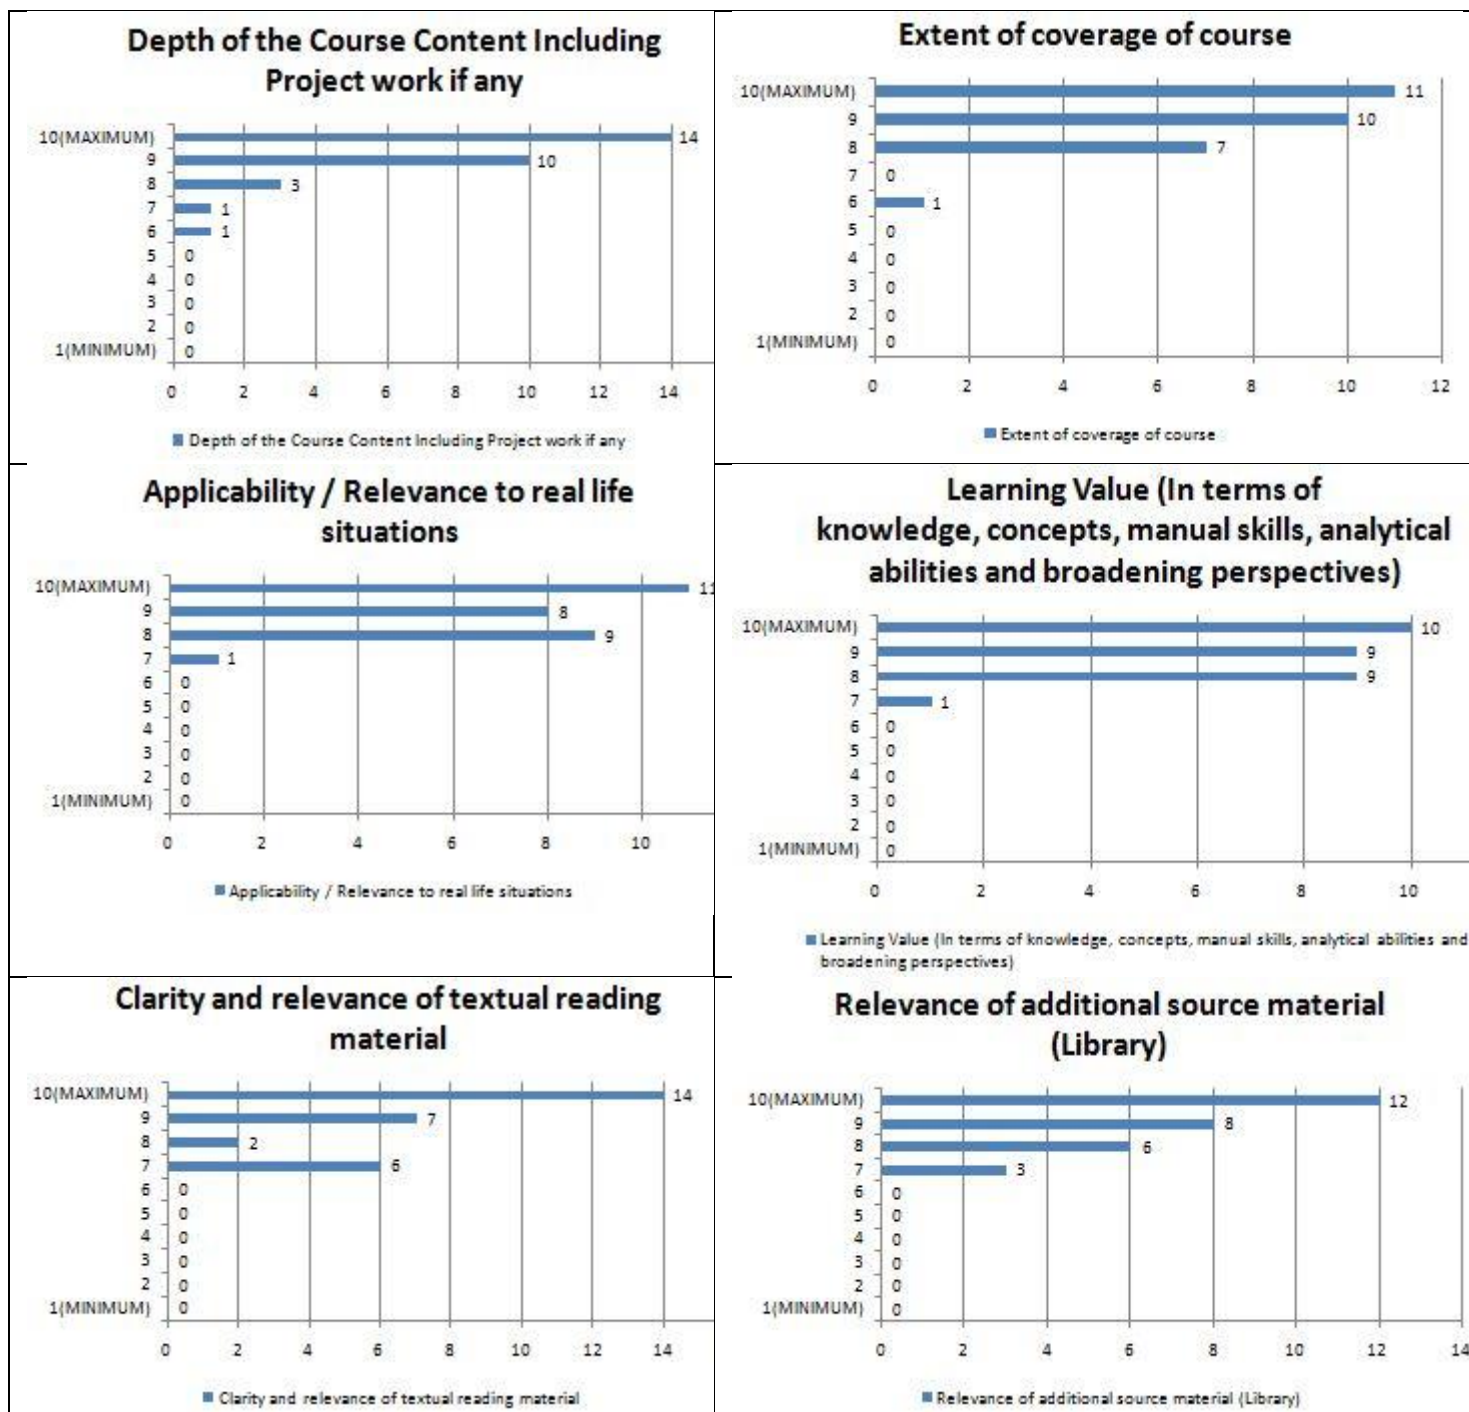 Depth of the Course Content Including
Project work if any
10(MAXIMUM) 14
9 10
8 3
7 1
6 1
5 0
4 0
3 0
2 0
1(MINIMUM) 0
0 2 4 6 8 10 12 14
Depth of the Course Content Including Project work if any
Extent of coverage of course
10(MAXIMUM) 11
9 10
8 7
7 0
6 1
5 0
4 0
3 0
2 0
1(MINIMUM) 0
0 2 4 6 8 10 12
Extent of coverage of course
Applicability / Relevance to real life
situations
10(MAXIMUM) 11
9 8
8 9
7 1
6 0
5 0
4 0
3 0
2 0
1(MINIMUM) 0
0 2 4 6 8 10
Applicability / Relevance to real life situations
Learning Value (In terms of
knowledge, concepts, manual skills, analytical
abilities and broadening perspectives)
10(MAXIMUM) 10
9 9
8 9
7 1
6 0
5 0
4 0
3 0
2 0
1(MINIMUM) 0
0 2 4 6 8 10
Learning Value (In terms of knowledge, concepts, manual skills, analytical abilities and
broadening perspectives)
Clarity and relevance of textual reading
material
10(MAXIMUM) 14
9 7
8 2
7 6
6 0
5 0
4 0
3 0
2 0
1(MINIMUM) 0
0 2 4 6 8 10 12 14
Clarity and relevance of textual reading material
Relevance of additional source material
(Library)
10(MAXIMUM) 12
9 8
8 6
7 3
6 0
5 0
4 0
3 0
2 0
1(MINIMUM) 0
0 2 4 6 8 10 12 14
Relevance of additional source material (Library)